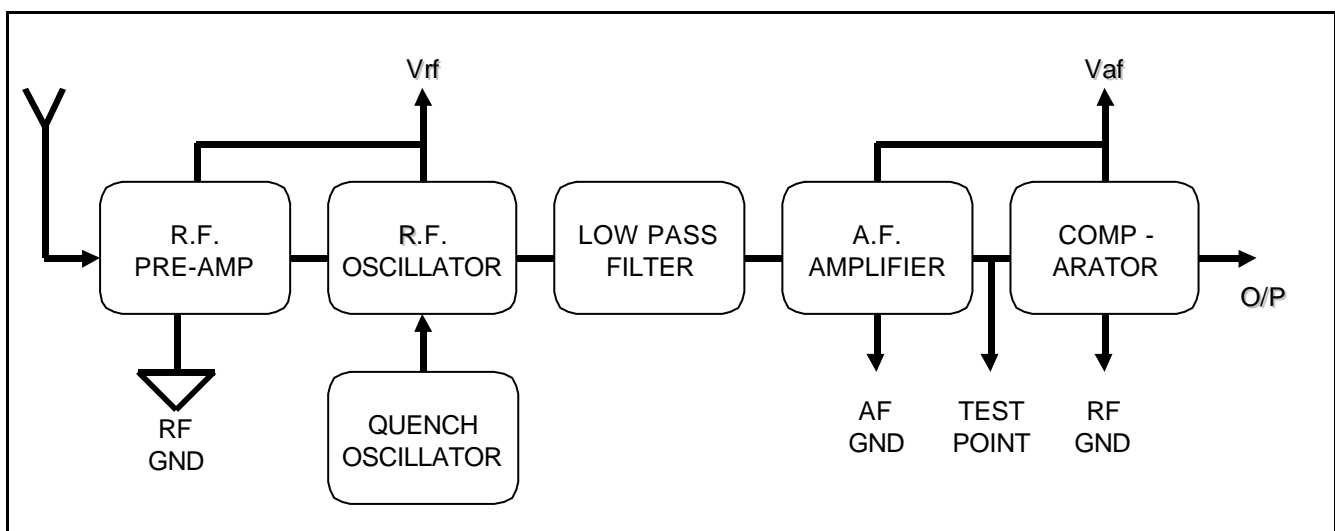 Vrf
Vaf
R.F.
PRE-AMP
R.F.
OSCILLATOR
LOW PASS
FILTER
A.F.
AMPLIFIER
COMP -
ARATOR
O/P
RF
GND
QUENCH
OSCILLATOR
AF
GND
TEST
POINT
RF
GND